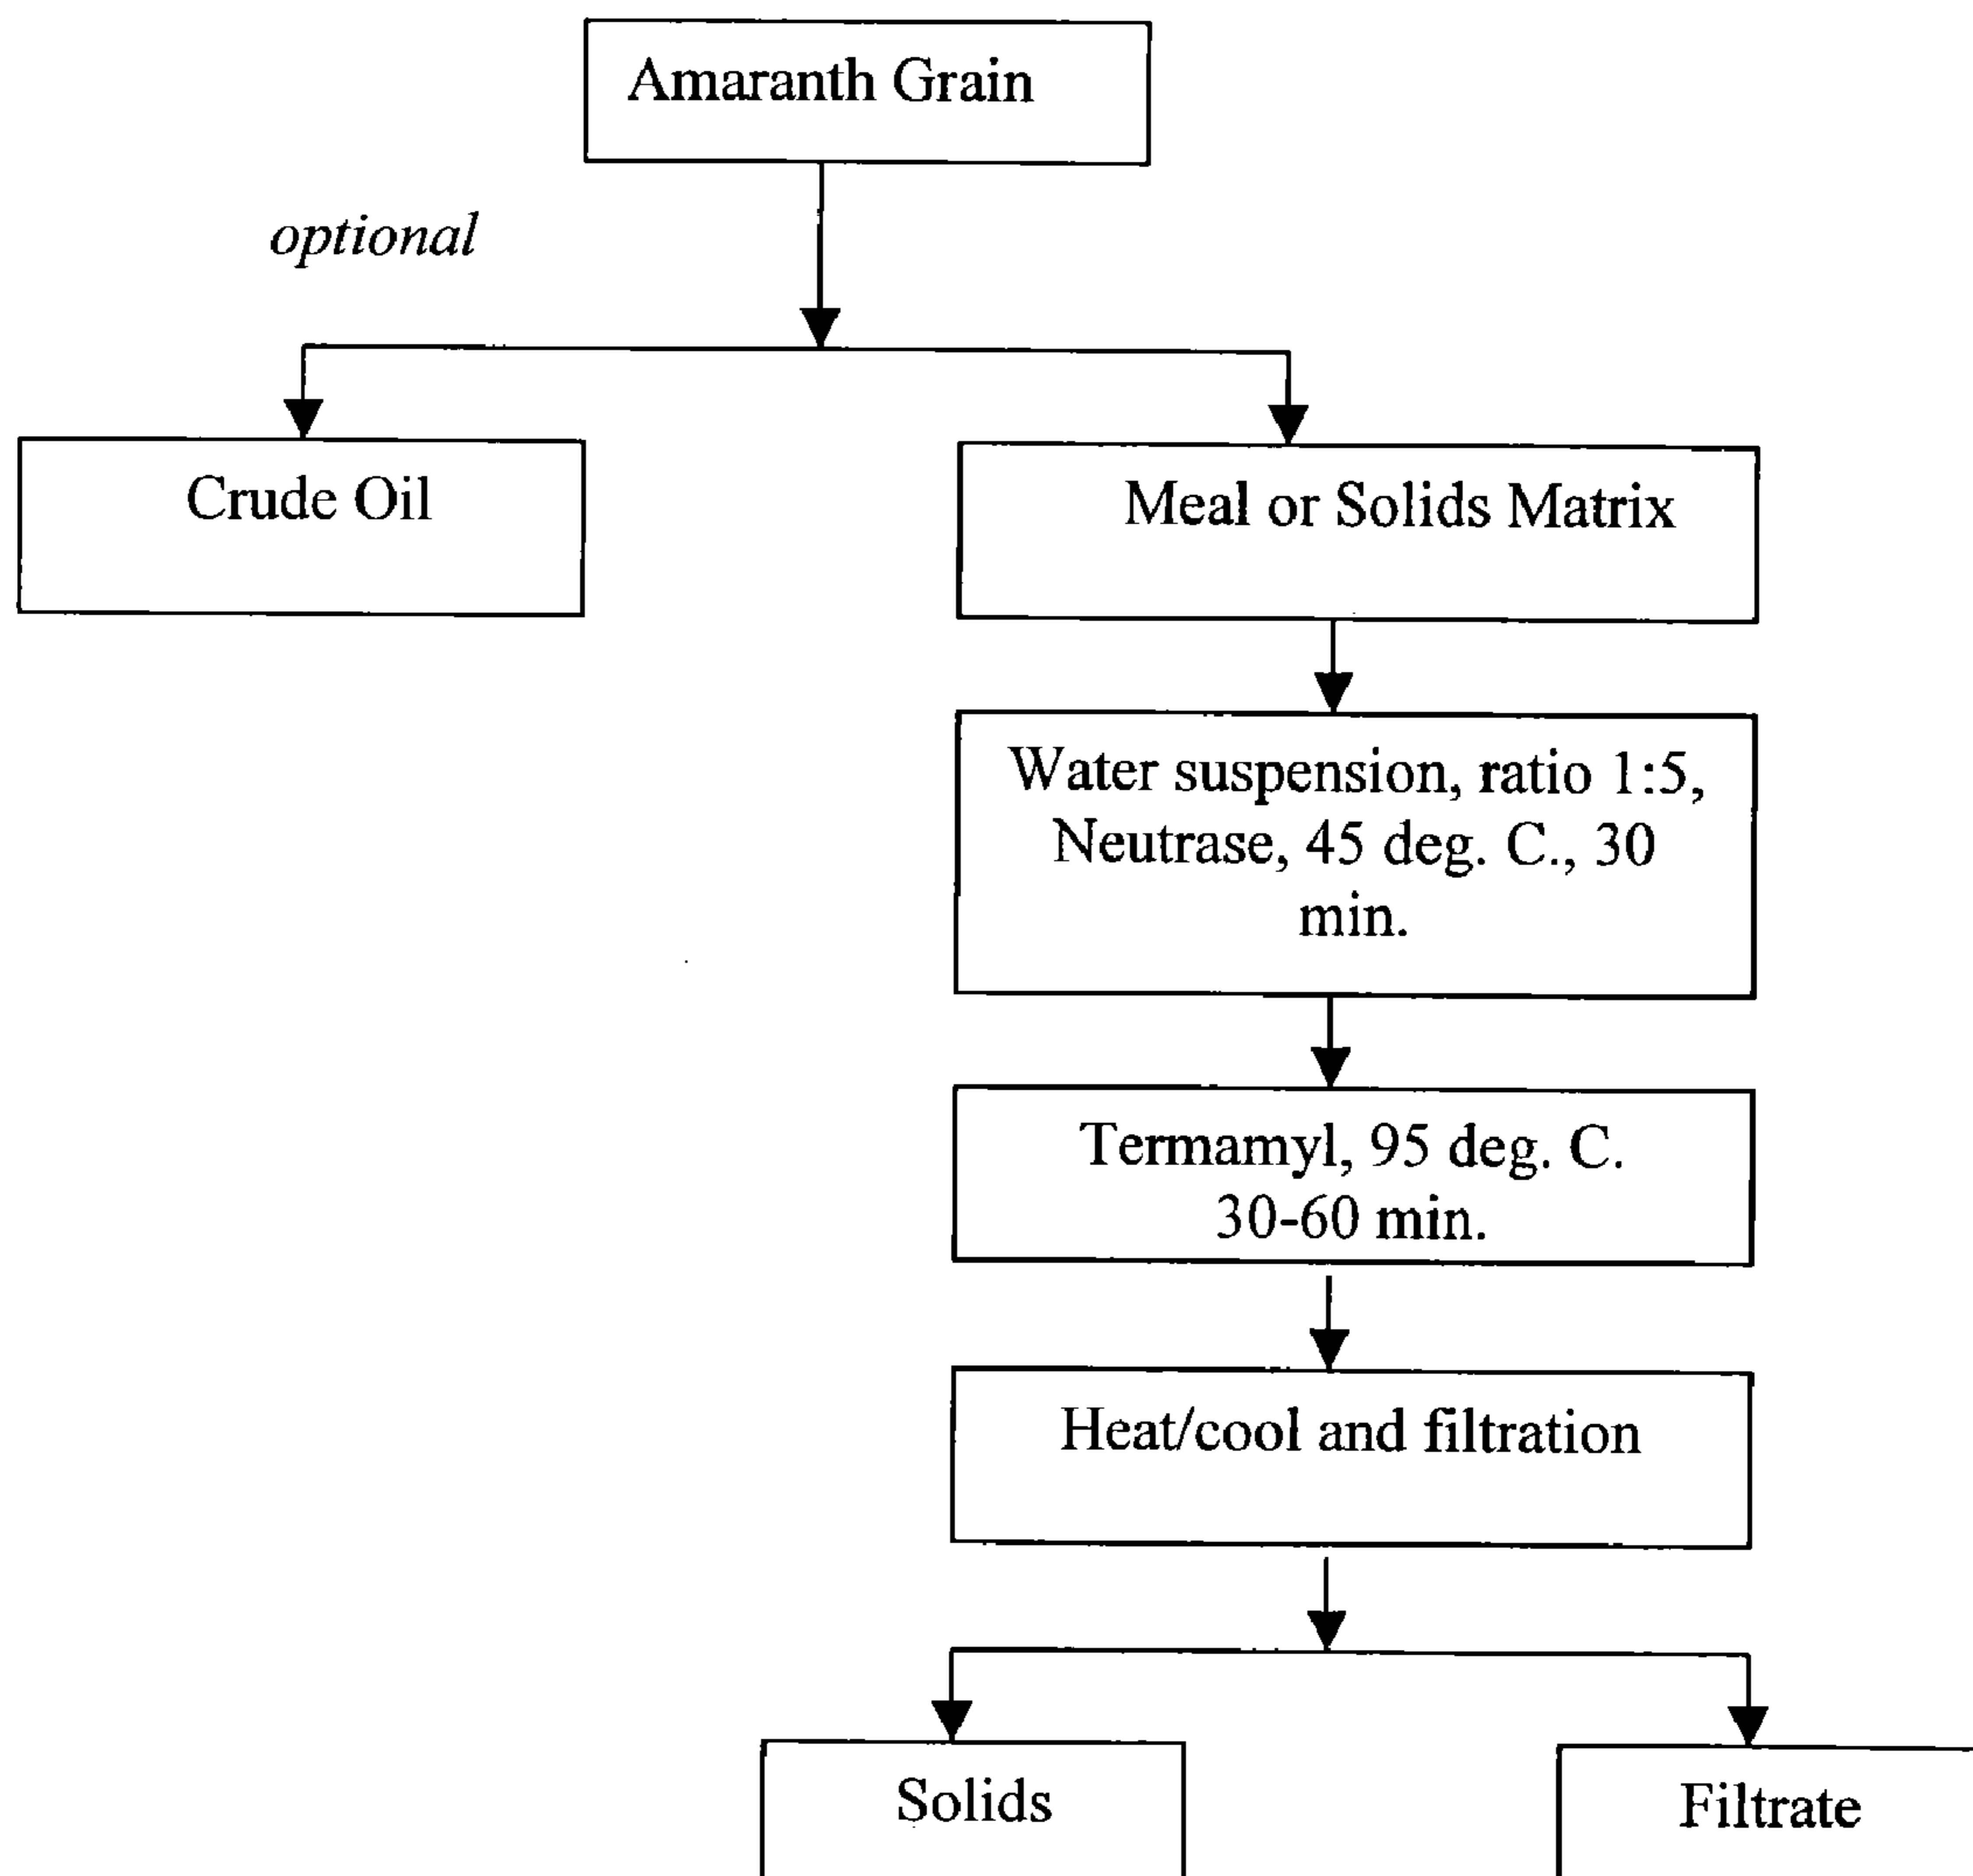 Amaranth Grain
optional
Crude Oil
Meal or Solids Matrix
Water suspension, ratio 1:5,
Neutrase, 45 deg. C., 30
min.
Termamyl, 95 deg. C.
30-60 min.
Heat/cool and filtration
Solids
Filtrate